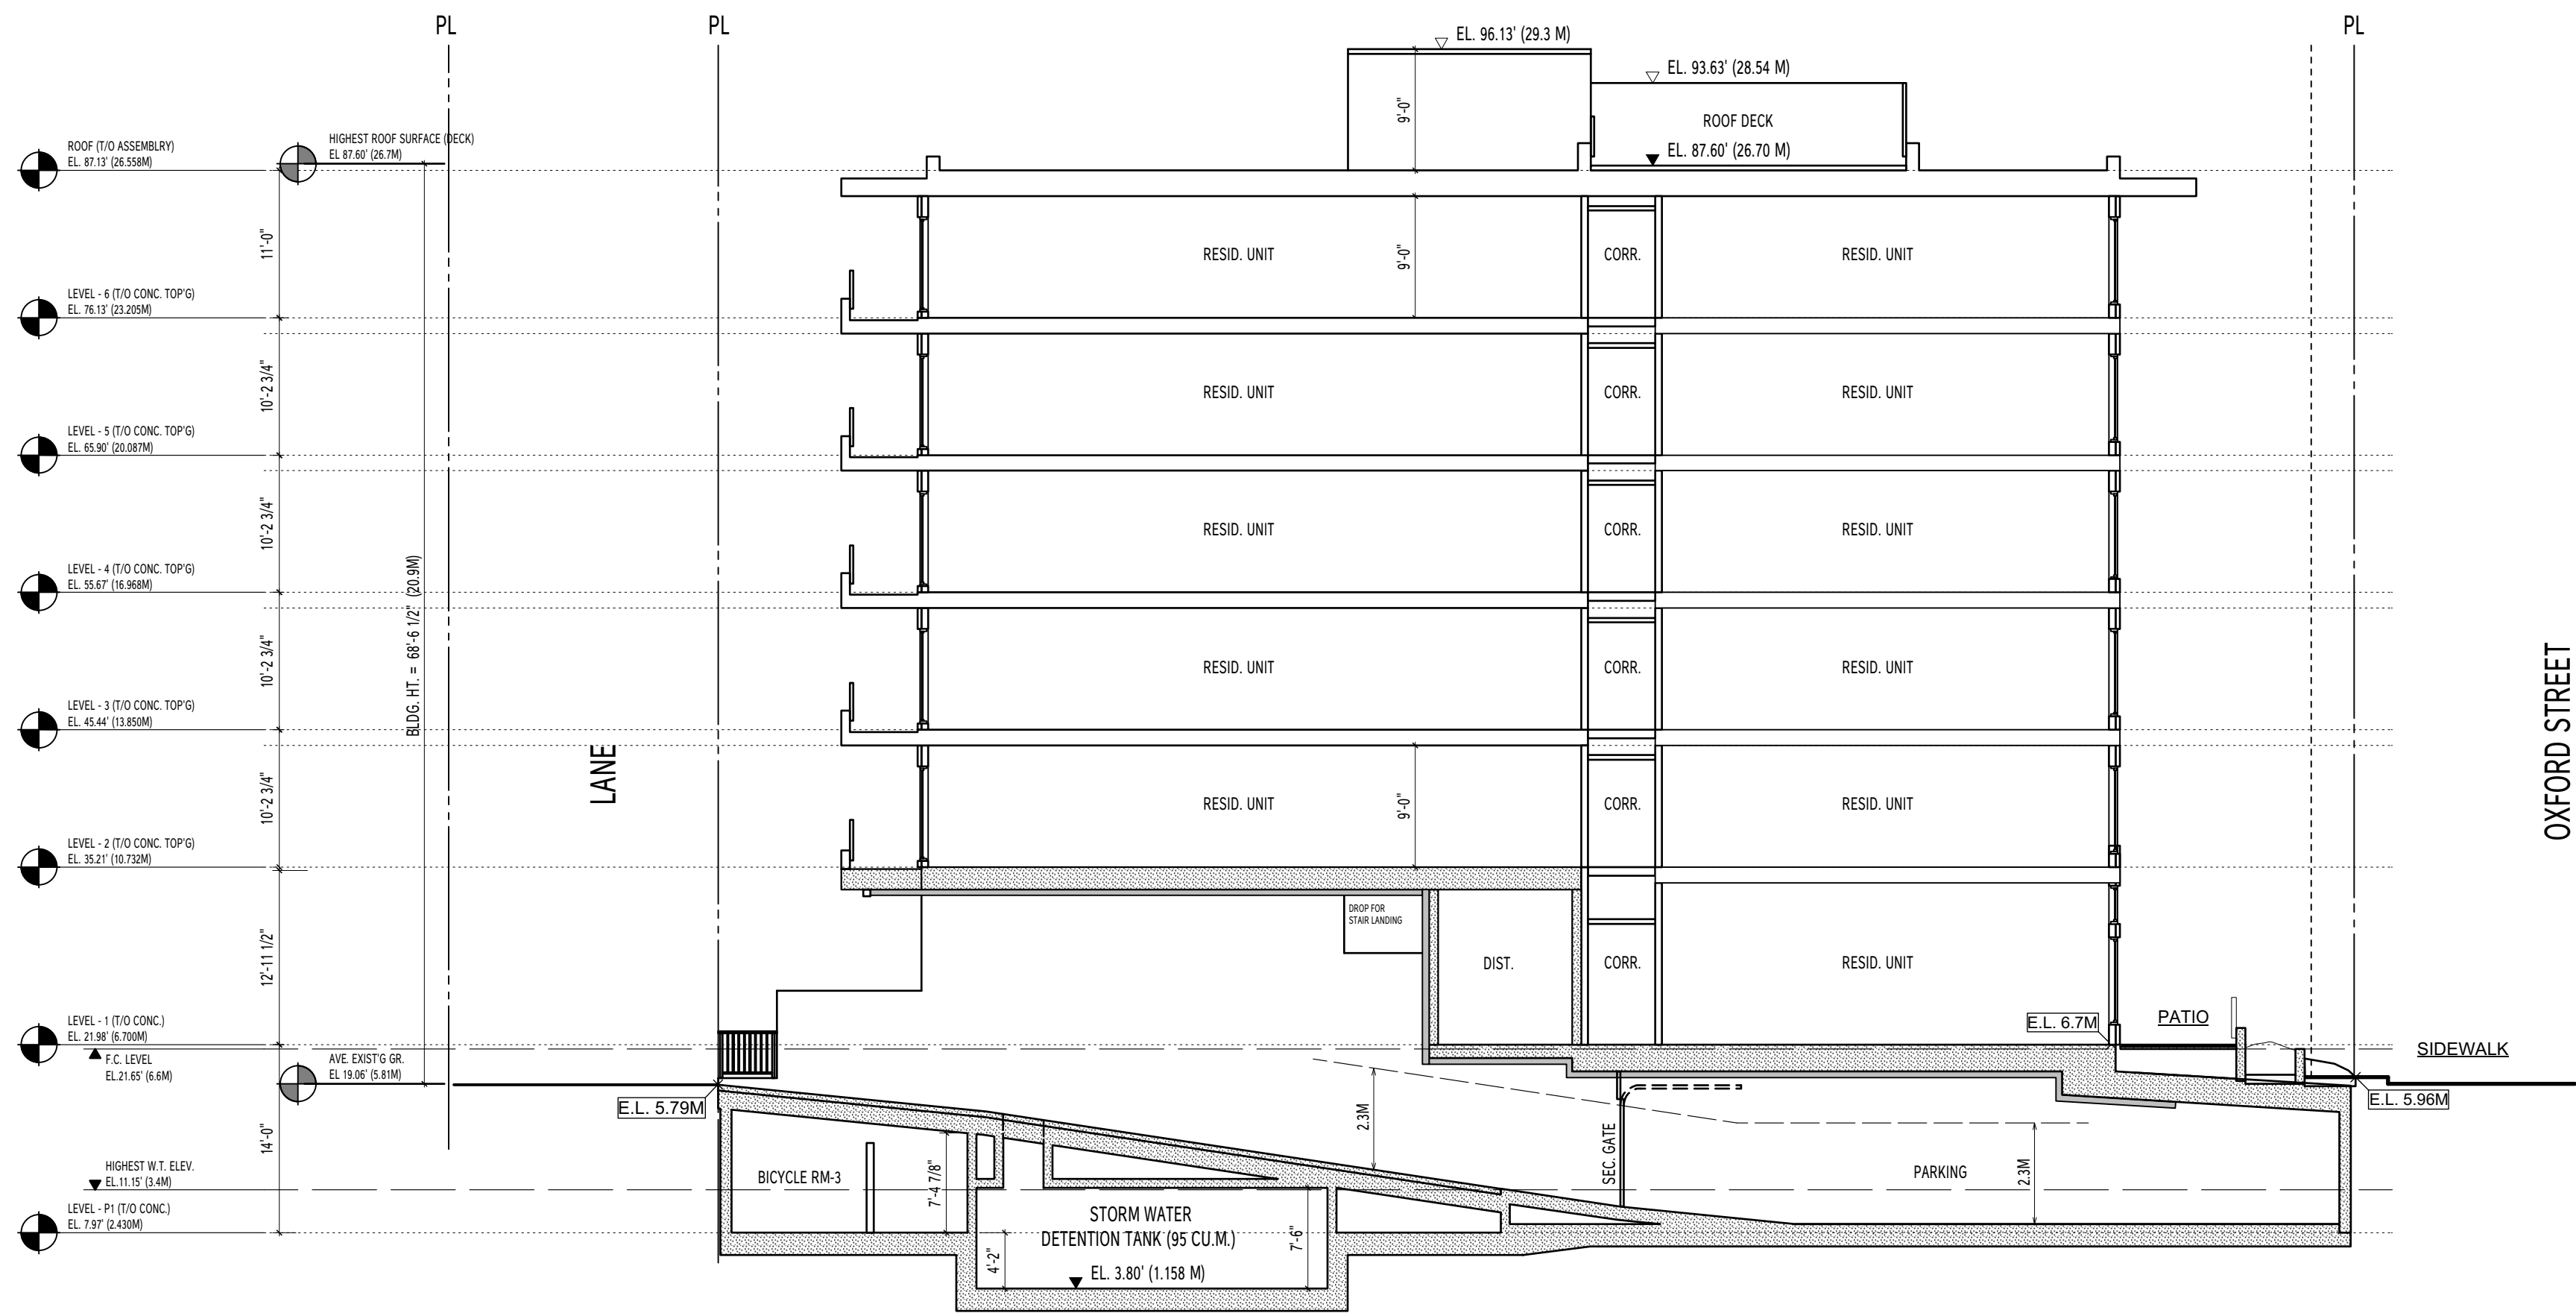 PL
PL
PL
EL. 96.13' (29.3 M)
EL. 93.63' (28.54 M)
9'-0"
ROOF DECK
EL. 87.60' (26.70 M)
ROOF (T/O ASSEMBLRY)
EL. 87.13' (26.558M)
HIGHEST ROOF SURFACE (DECK)
EL 87.60' (26.7M)
11'-0"
RESID. UNIT
9'-0"
CORR.
RESID. UNIT
LEVEL - 6 (T/O CONC. TOP'G)
EL. 76.13' (23.205M)
10'-2 3/4"
RESID. UNIT
CORR.
RESID. UNIT
LEVEL - 5 (T/O CONC. TOP'G)
EL. 65.90' (20.087M)
10'-2 3/4"
RESID. UNIT
CORR.
RESID. UNIT
LEVEL - 4 (T/O CONC. TOP'G)
EL. 55.67' (16.968M)
BLDG. HT. = 68'-6 1/2" (20.9M)
10'-2 3/4"
RESID. UNIT
CORR.
RESID. UNIT
LEVEL - 3 (T/O CONC. TOP'G)
EL. 45.44' (13.850M)
LANE
OXFORD STREET
10'-2 3/4"
RESID. UNIT
9'-0"
CORR.
RESID. UNIT
LEVEL - 2 (T/O CONC. TOP'G)
EL. 35.21' (10.732M)
DROP FOR
STAIR LANDING
12'-11 1/2"
DIST.
CORR.
RESID. UNIT
LEVEL - 1 (T/O CONC.)
EL. 21.98' (6.700M)
E.L. 6.7M
PATIO
SIDEWALK
F.C. LEVEL
EL.21.65' (6.6M)
AVE. EXIST'G GR.
EL 19.06' (5.81M)
E.L. 5.79M
E.L. 5.96M
14'-0"
2.3M
SEC. GATE
HIGHEST W.T. ELEV.
EL.11.15' (3.4M)
BICYCLE RM-3
7'-4 7/8"
PARKING
2.3M
LEVEL - P1 (T/O CONC.)
EL. 7.97' (2.430M)
STORM WATER
DETENTION TANK (95 CU.M.)
4'-2"
7'-6"
EL. 3.80' (1.158 M)